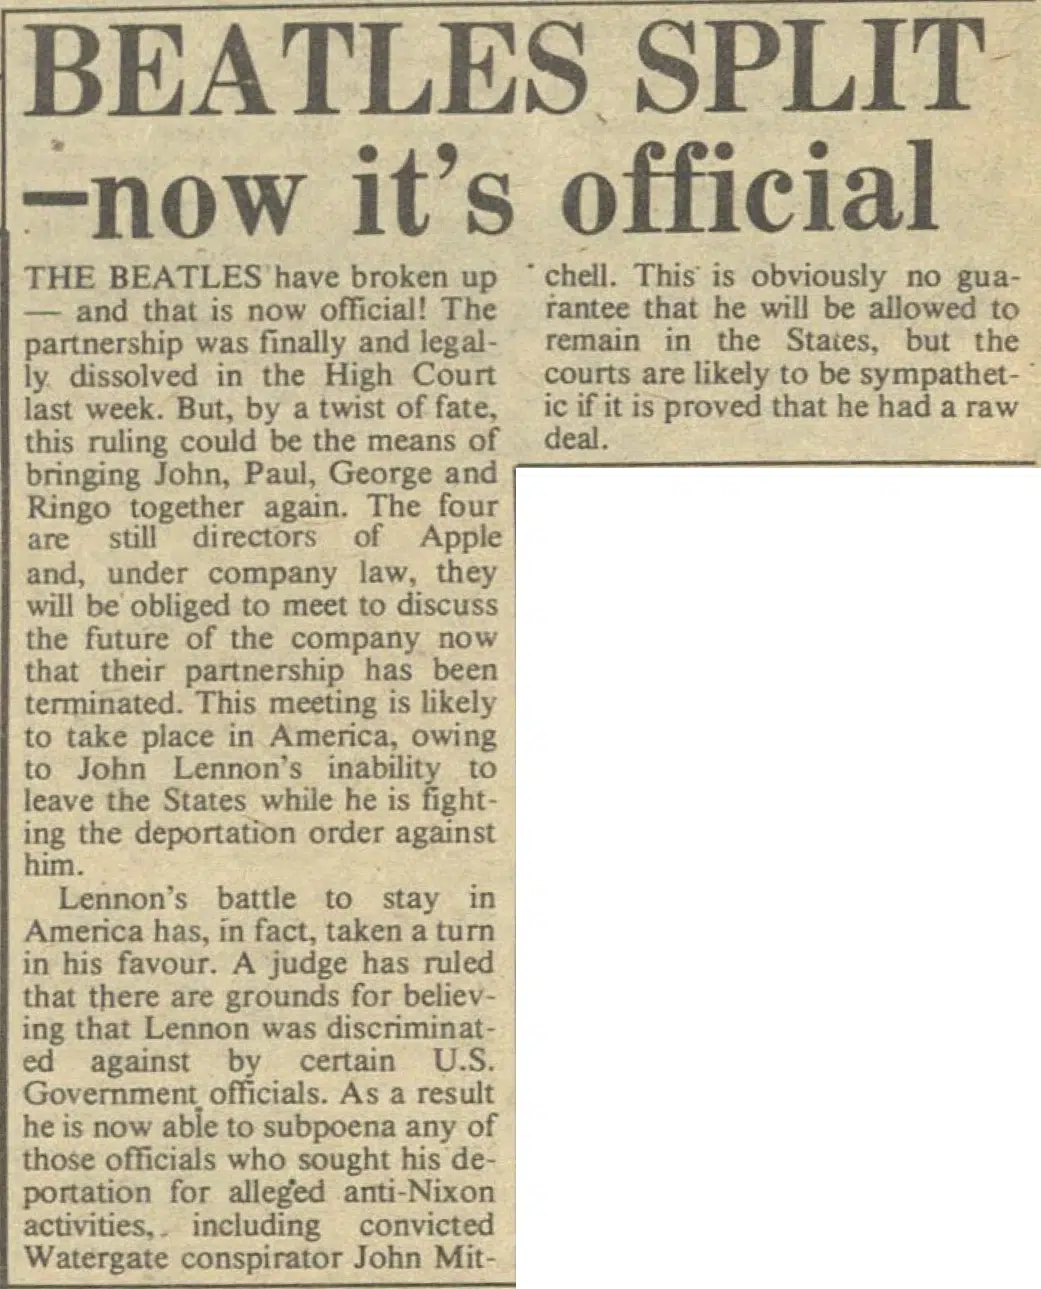 BEATLES SPLIT
—now it's official
THE BEATLES have broken up
— and that is now official! The
partnership was finally and legal-
ly dissolved in the High Court
last week. But, by a twist of fate,
this ruling could be the means of
bringing John, Paul, George and
Ringo together again. The four
are still directors of Apple
and, under company law, they
will be obliged to meet to discuss
the future of the company now
that their partnership has been
terminated. This meeting is likely
to take place in America, owing
to John Lennon's inability to
leave the States while he is fight-
ing the deportation order against
him.
Lennon's battle to stay in
America has, in fact, taken a turn
in his favour. A judge has ruled
that there are grounds for believ-
ing that Lennon was discriminat-
ed against by certain U.S.
Government officials. As a result
he is now able to subpoena any of
those officials who sought his de-
portation for alleged anti-Nixon
activities, including convicted
Watergate conspirator John Mit-
chell. This is obviously no gua-
rantee that he will be allowed to
remain in the States, but the
courts are likely to be sympathet-
ic if it is proved that he had a raw
deal.